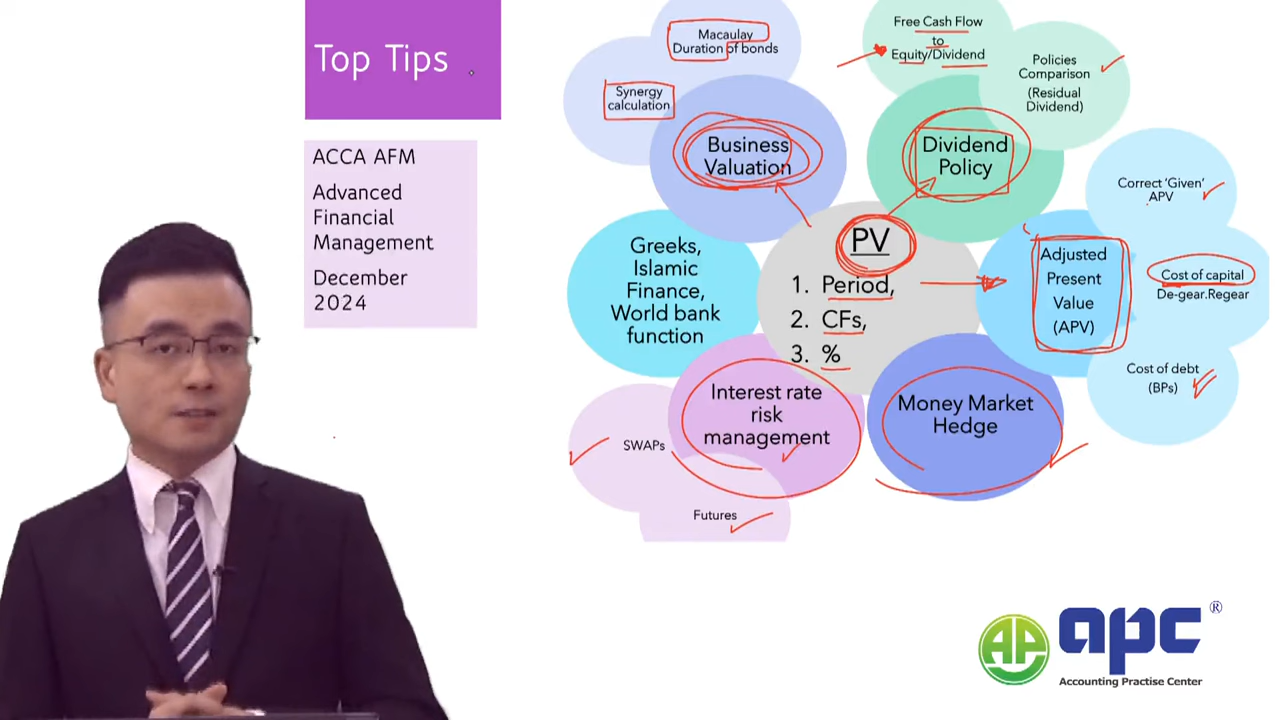 Top Tips
ACCA AFM
Advanced
Financial
Management
December
2024
Macaulay
Duration of bonds
Synergy
calculation
Business
Valuation
Free Cash Flow
to
Equity/Dividend
Policies
Comparison
(Residual
Dividend)
Dividend
Policy
Correct ‘Given’
APV
Adjusted
Present
Value
(APV)
Cost of capital
De-gear.Regear
Cost of debt
(BPs)
PV
1. Period,
2. CFs,
3. %
Greeks,
Islamic
Finance,
World bank
function
Interest rate
risk
management
SWAPs
Futures
Money Market
Hedge
AP
apc ®
Accounting Practise Center